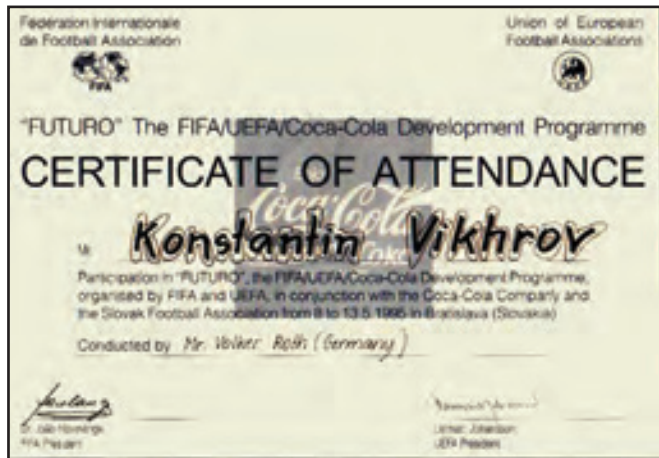 Fédération Internationale
de Football Association
FIFA
Union of European
Football Associations
UEFA
"FUTURO" The FIFA/UEFA/Coca-Cola Development Programme
CERTIFICATE OF ATTENDANCE
Coca-Cola
Coke
Konstantin Vikhrov
Participation in "FUTURO", the FIFA/UEFA/Coca-Cola Development Programme,
organised by FIFA and UEFA, in conjunction with the Coca-Cola Company and
the Slovak Football Association from 8 to 13.5.1995 in Bratislava (Slovakia)
Conducted by Mr. Volker Roth (Germany)
Dr. João Havelange
FIFA President
Lennart Johansson
UEFA President